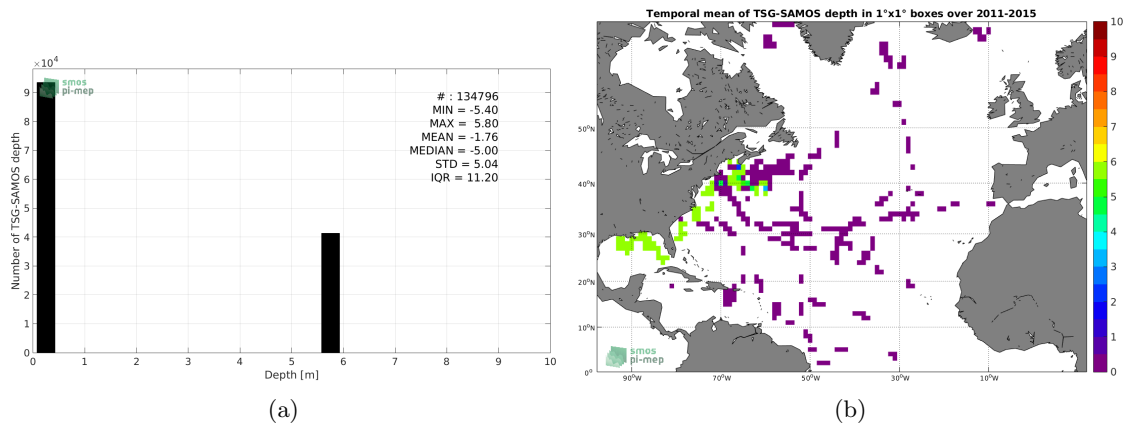 ×10⁴
smos
pi-mep
# : 134796
MIN = -5.40
MAX = 5.80
MEAN = -1.76
MEDIAN = -5.00
STD = 5.04
IQR = 11.20
Number of TSG-SAMOS depth
9
8
7
6
5
4
3
2
1
0
0 1 2 3 4 5 6 7 8 9 10
Depth [m]
(a)
Temporal mean of TSG-SAMOS depth in 1°x1° boxes over 2011-2015
50°N
40°N
30°N
20°N
10°N
0°
90°W 70°W 50°W 30°W 10°W
smos
pi-mep
10
9
8
7
6
5
4
3
2
1
0
(b)